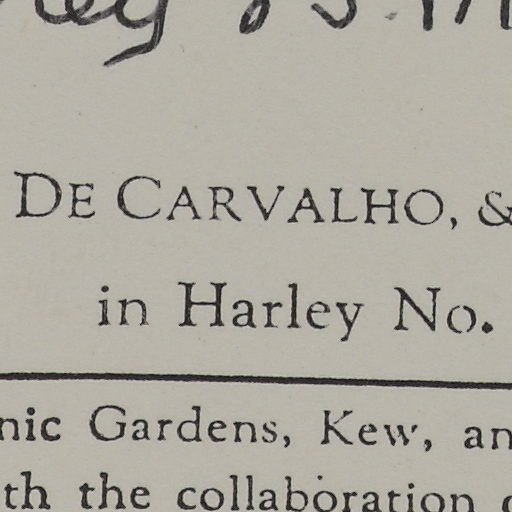 DE CARVALHO, &
in Harley No.
nic Gardens, Kew, an
th the collaboration